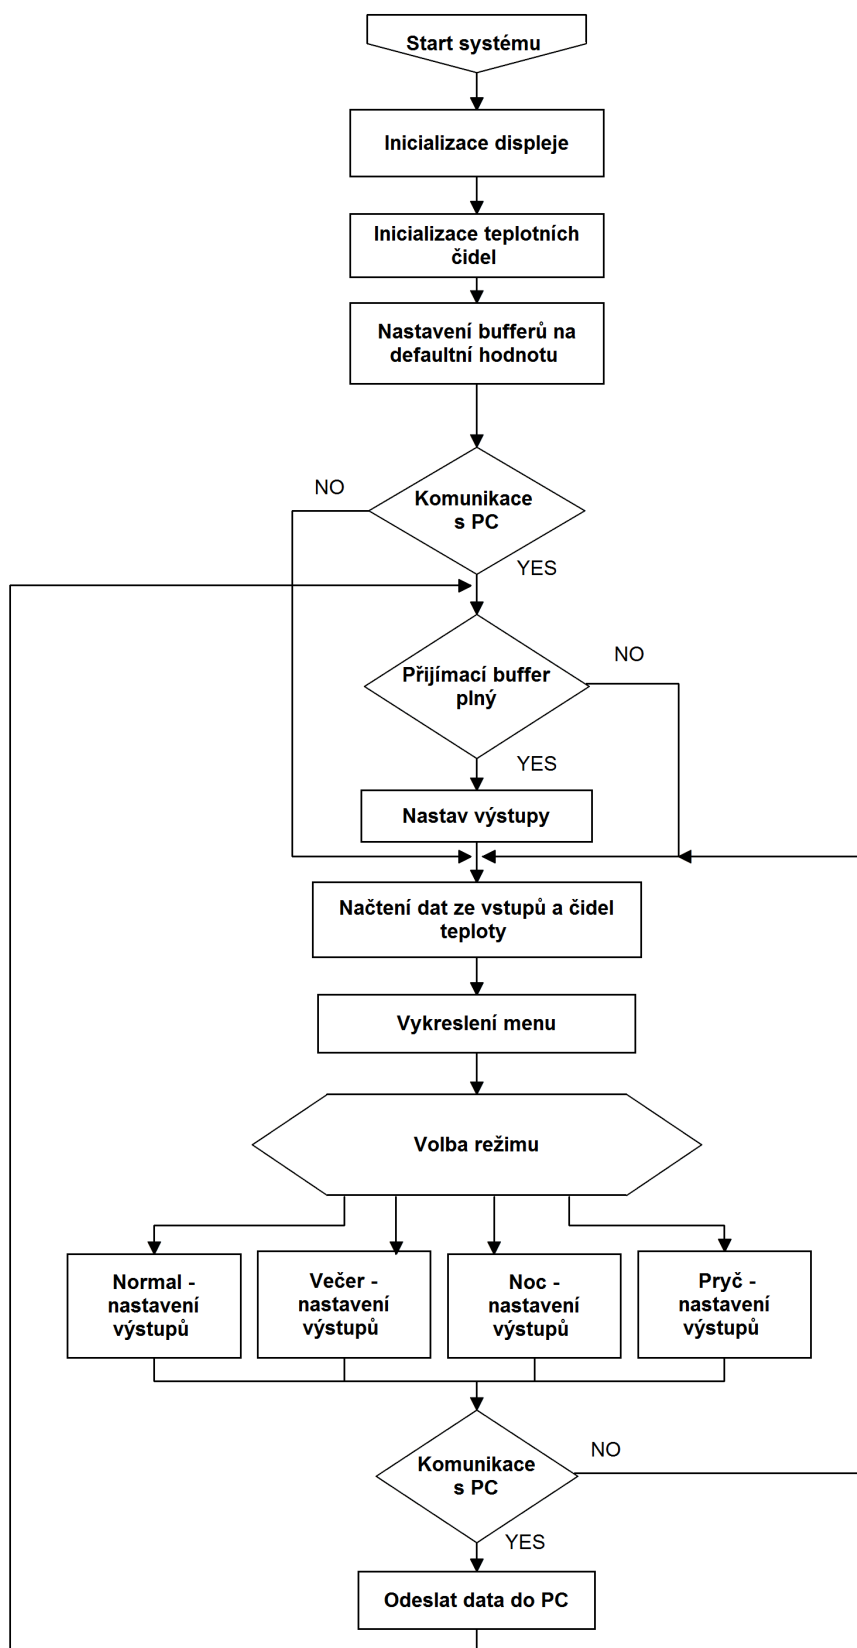 Start systému
Inicializace displeje
Inicializace teplotních
čidel
Nastavení bufferů na
defaultní hodnotu
NO
Komunikace
s PC
YES
NO
Přijímací buffer
plný
YES
Nastav výstupy
Načtení dat ze vstupů a čidel
teploty
Vykreslení menu
Volba režimu
Normal -
nastavení
výstupů
Večer -
nastavení
výstupů
Noc -
nastavení
výstupů
Pryč -
nastavení
výstupů
NO
Komunikace
s PC
YES
Odeslat data do PC